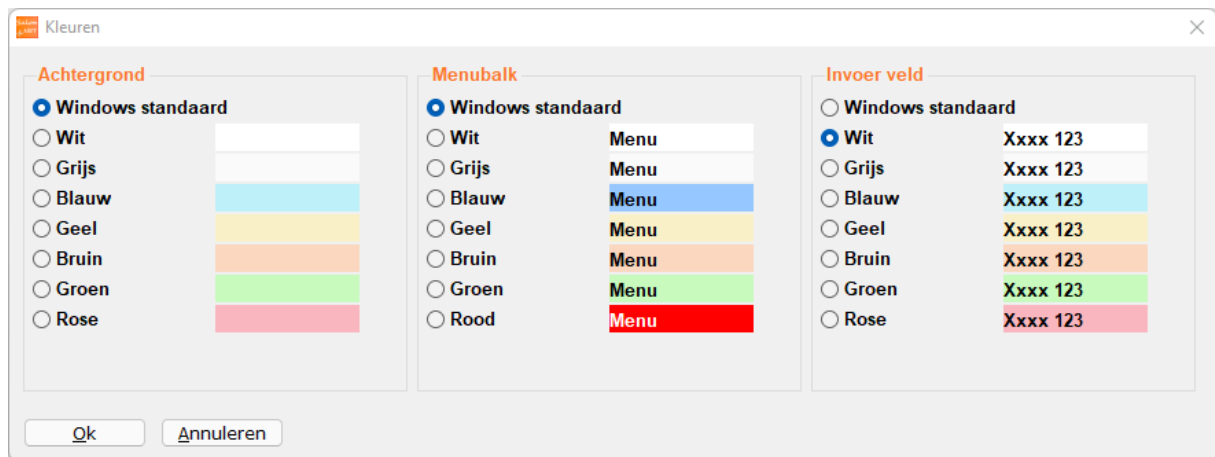 Kleuren
Achtergrond
Windows standaard
Wit
Grijs
Blauw
Geel
Bruin
Groen
Rose
Menubalk
Windows standaard
Wit Menu
Grijs Menu
Blauw Menu
Geel Menu
Bruin Menu
Groen Menu
Rood Menu
Invoer veld
Windows standaard
Wit Xxxx 123
Grijs Xxxx 123
Blauw Xxxx 123
Geel Xxxx 123
Bruin Xxxx 123
Groen Xxxx 123
Rose Xxxx 123
Ok Annuleren